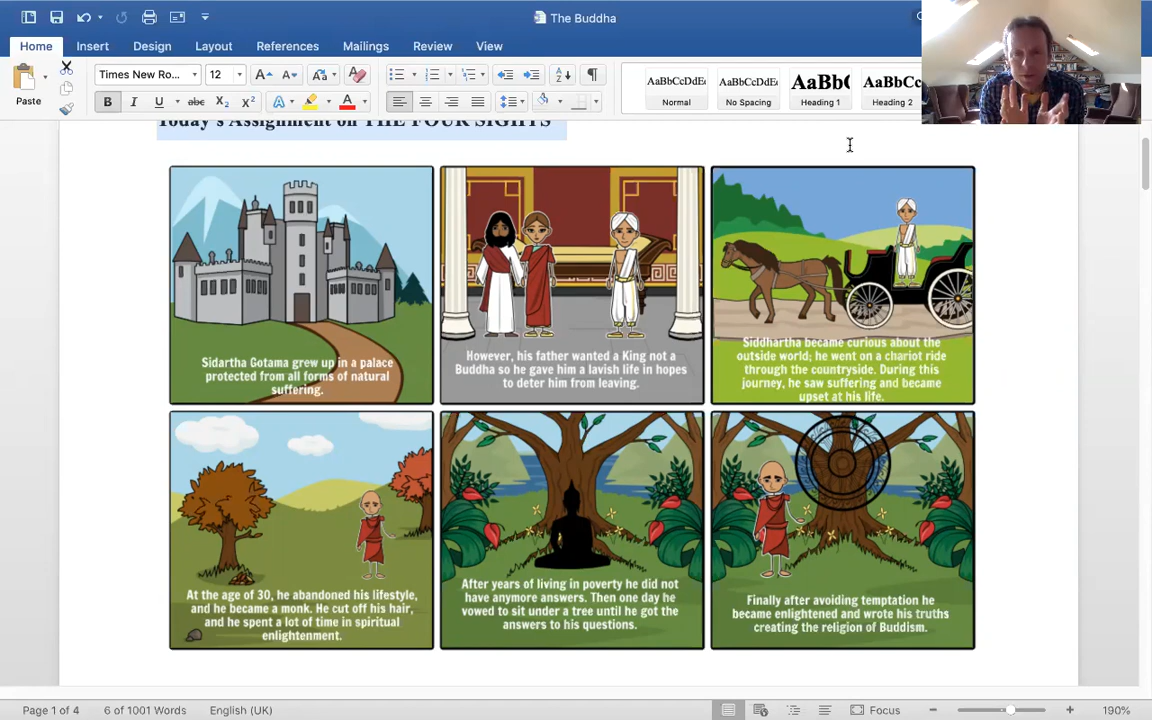 The Buddha
Home Insert Design Layout References Mailings Review View
Times New Ro... 12
Paste
AaBbCcDdEe AaBbCcDdEe AaBb( AaBbCc
Normal No Spacing Heading 1 Heading 2
Today's Assignment on THE FOUR SIGHTS
Sidartha Gotama grew up in a palace
protected from all forms of natural
suffering.
However, his father wanted a King not a
Buddha so he gave him a lavish life in hopes
to deter him from leaving.
Siddhartha became curious about the
outside world; he went on a chariot ride
through the countryside. During this
journey, he saw suffering and became
upset at his life.
At the age of 30, he abandoned his lifestyle,
and he became a monk. He cut off his hair,
and he spent a lot of time in spiritual
enlightenment.
After years of living in poverty he did not
have anymore answers. Then one day he
vowed to sit under a tree until he got the
answers to his questions.
Finally after avoiding temptation he
became enlightened and wrote his truths
creating the religion of Buddism.
Page 1 of 4 6 of 1001 Words English (UK) Focus 190%